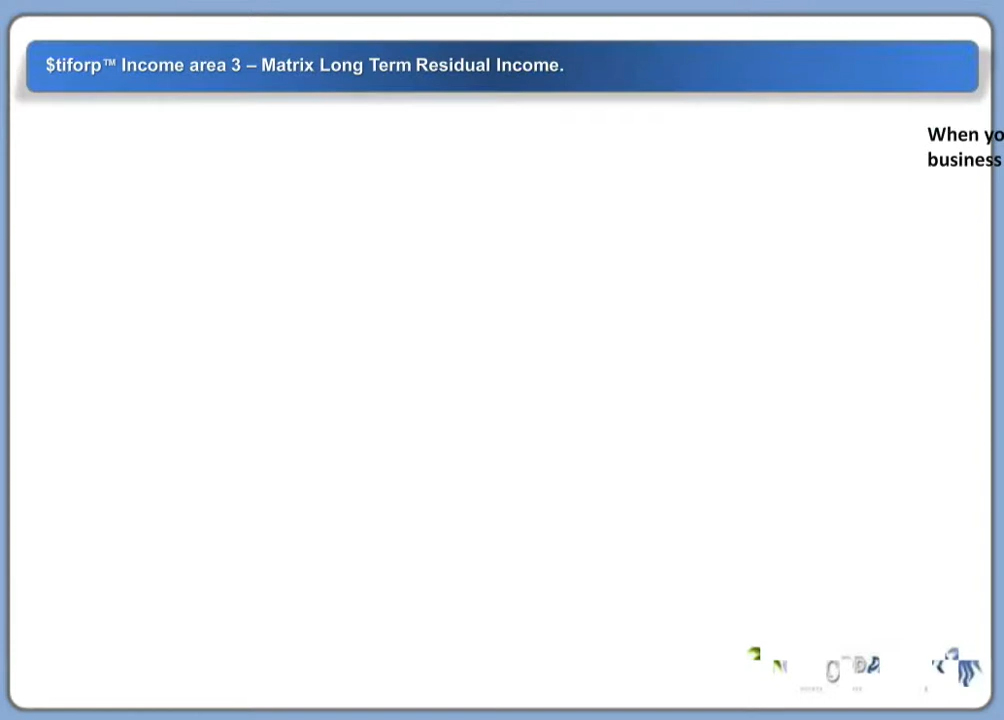 $tiforp™ Income area 3 – Matrix Long Term Residual Income.
When yo
business